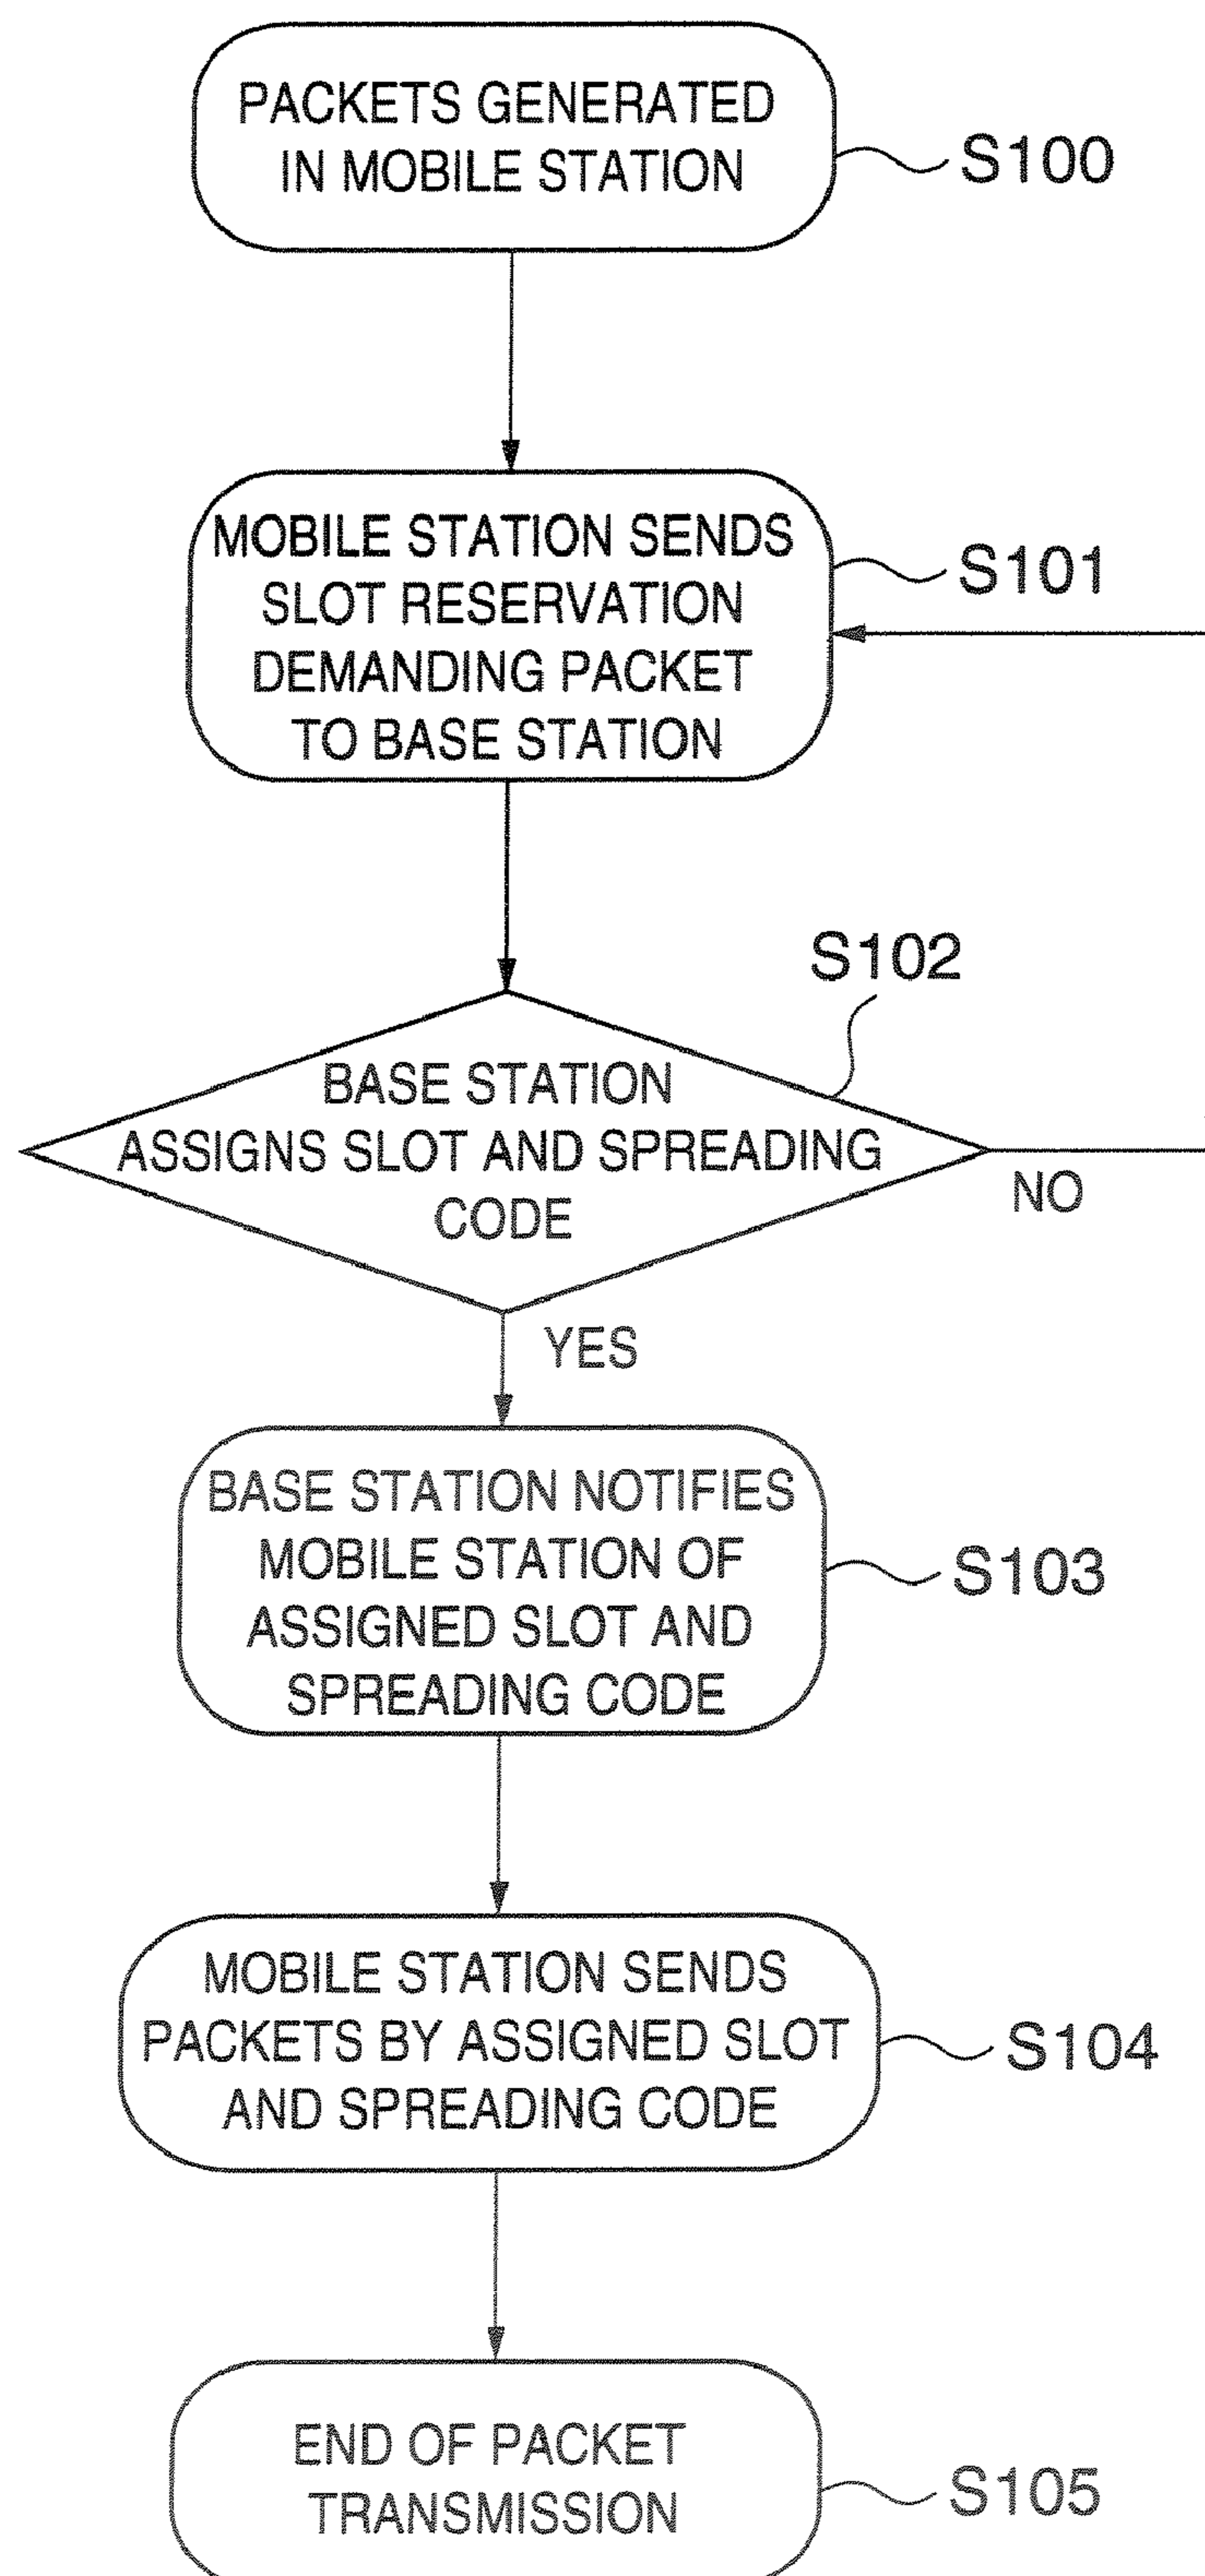 PACKETS GENERATED
IN MOBILE STATION
S100
MOBILE STATION SENDS
SLOT RESERVATION
DEMANDING PACKET
TO BASE STATION
S101
S102
BASE STATION
ASSIGNS SLOT AND SPREADING
CODE
NO
YES
BASE STATION NOTIFIES
MOBILE STATION OF
ASSIGNED SLOT AND
SPREADING CODE
S103
MOBILE STATION SENDS
PACKETS BY ASSIGNED SLOT
AND SPREADING CODE
S104
END OF PACKET
TRANSMISSION
S105